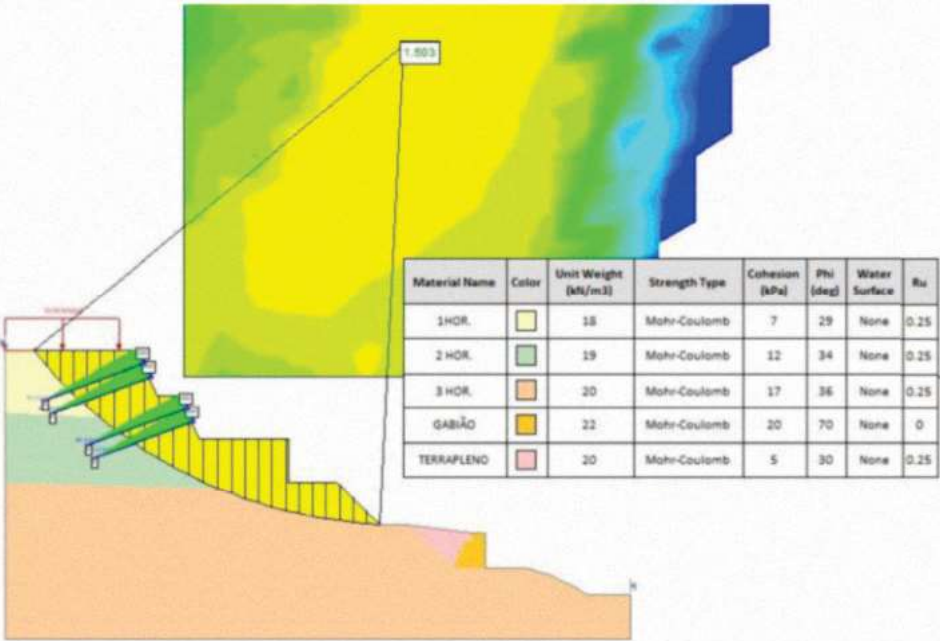 1.503
Material Name Color Unit Weight (kN/m3) Strength Type Cohesion (kPa) Phi (deg) Water Surface Ru
1HOR. 18 Mohr-Coulomb 7 29 None 0.25
2 HOR. 19 Mohr-Coulomb 12 34 None 0.25
3 HOR. 20 Mohr-Coulomb 17 36 None 0.25
GABIÃO 22 Mohr-Coulomb 20 70 None 0
TERRAPLENO 20 Mohr-Coulomb 5 30 None 0.25